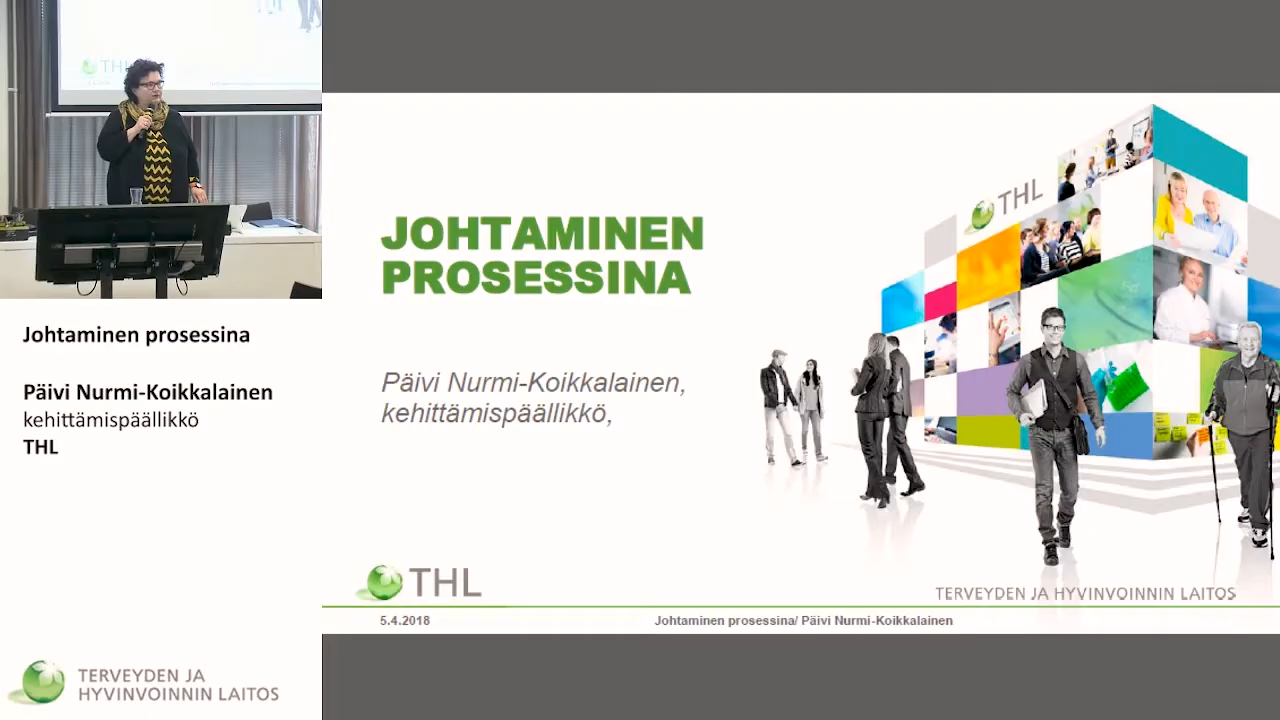 THL
Johtaminen prosessina
Päivi Nurmi-Koikkalainen
kehittämispäällikkö
THL
TERVEYDEN JA
HYVINVOINNIN LAITOS
THL
JOHTAMINEN
PROSESSINA
Päivi Nurmi-Koikkalainen,
kehittämispäällikkö,
THL
TERVEYDEN JA HYVINVOINNIN LAITOS
5.4.2018
Johtaminen prosessina/ Päivi Nurmi-Koikkalainen